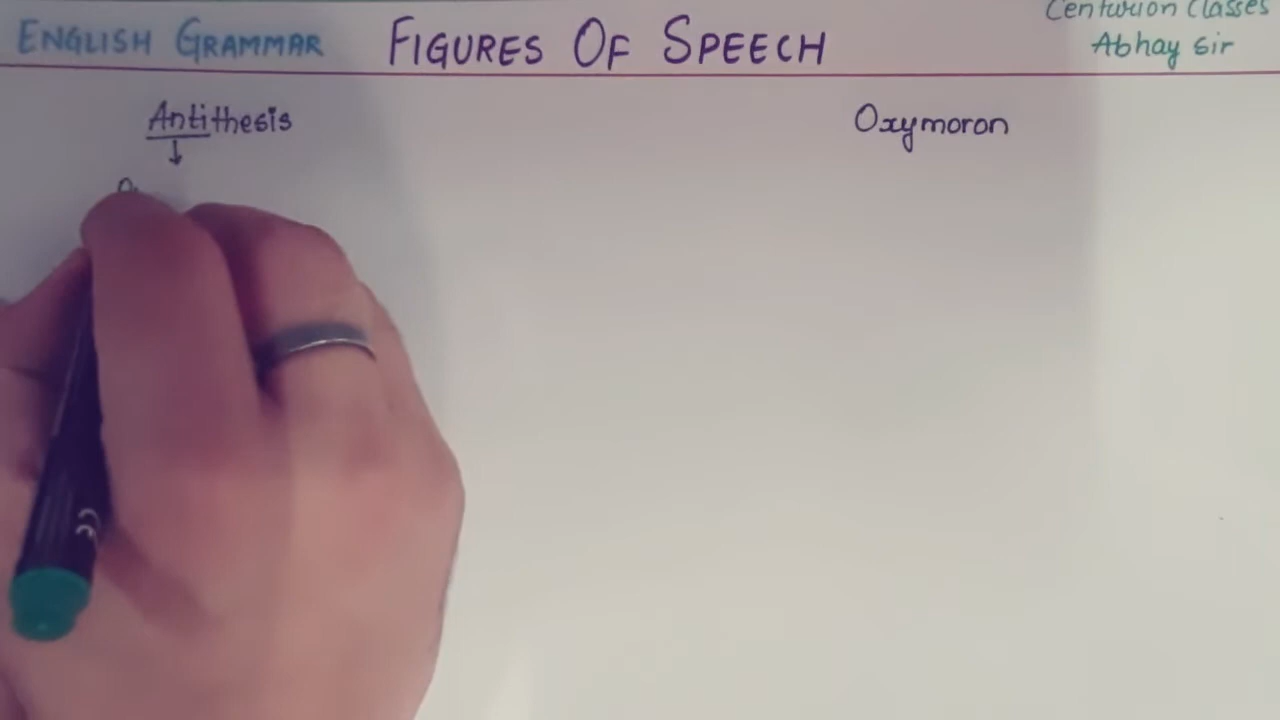 ENGLISH GRAMMAR FIGURES OF SPEECH
Centurion Classes
Abhay Sir
Antithesis
Oxymoron